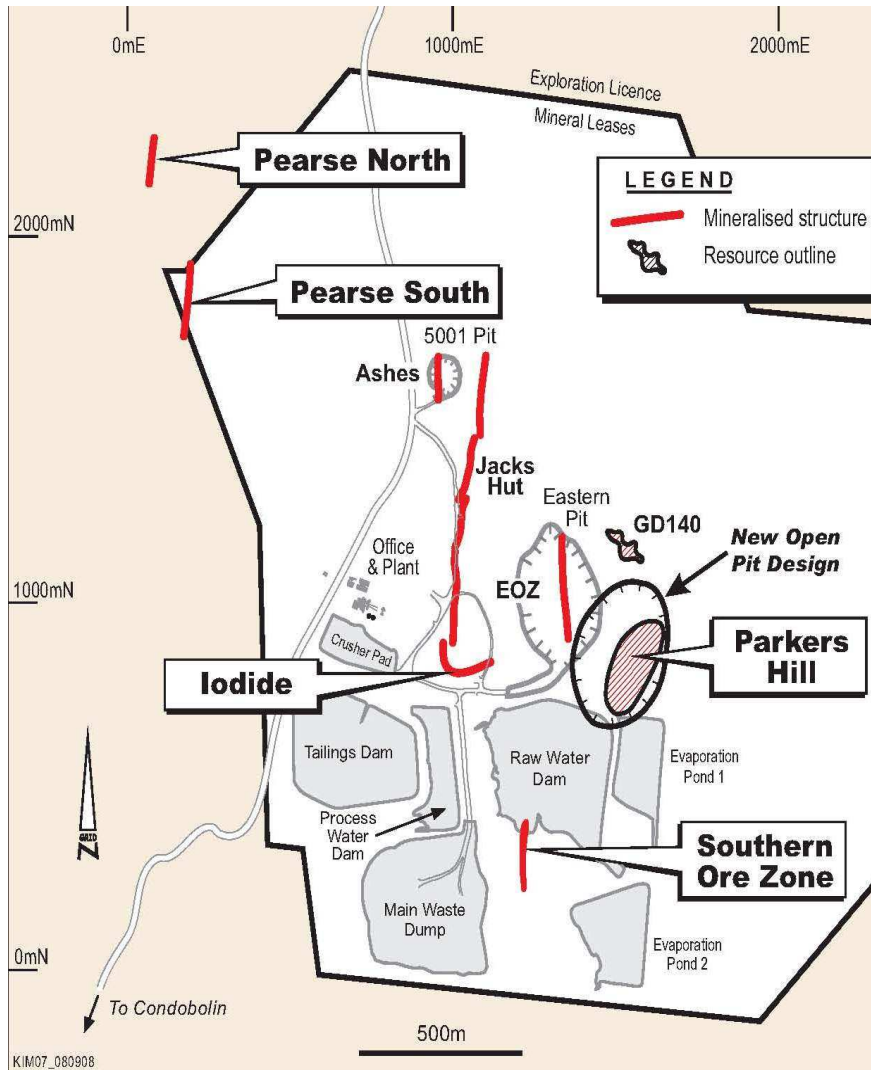 0mE
1000mE
2000mE
Exploration Licence
Mineral Leases
Pearse North
LEGEND
Mineralised structure
Resource outline
2000mN
Pearse South
5001 Pit
Ashes
Jacks
Hut
Eastern
Pit
GD140
New Open
Pit Design
Office
& Plant
EOZ
1000mN
Crusher Pad
Parkers
Hill
Iodide
Tailings Dam
Raw Water
Dam
Evaporation
Pond 1
Process
Water
Dam
GRID
N
Southern
Ore Zone
Main Waste
Dump
Evaporation
Pond 2
0mN
To Condobolin
500m
KIM07_080908